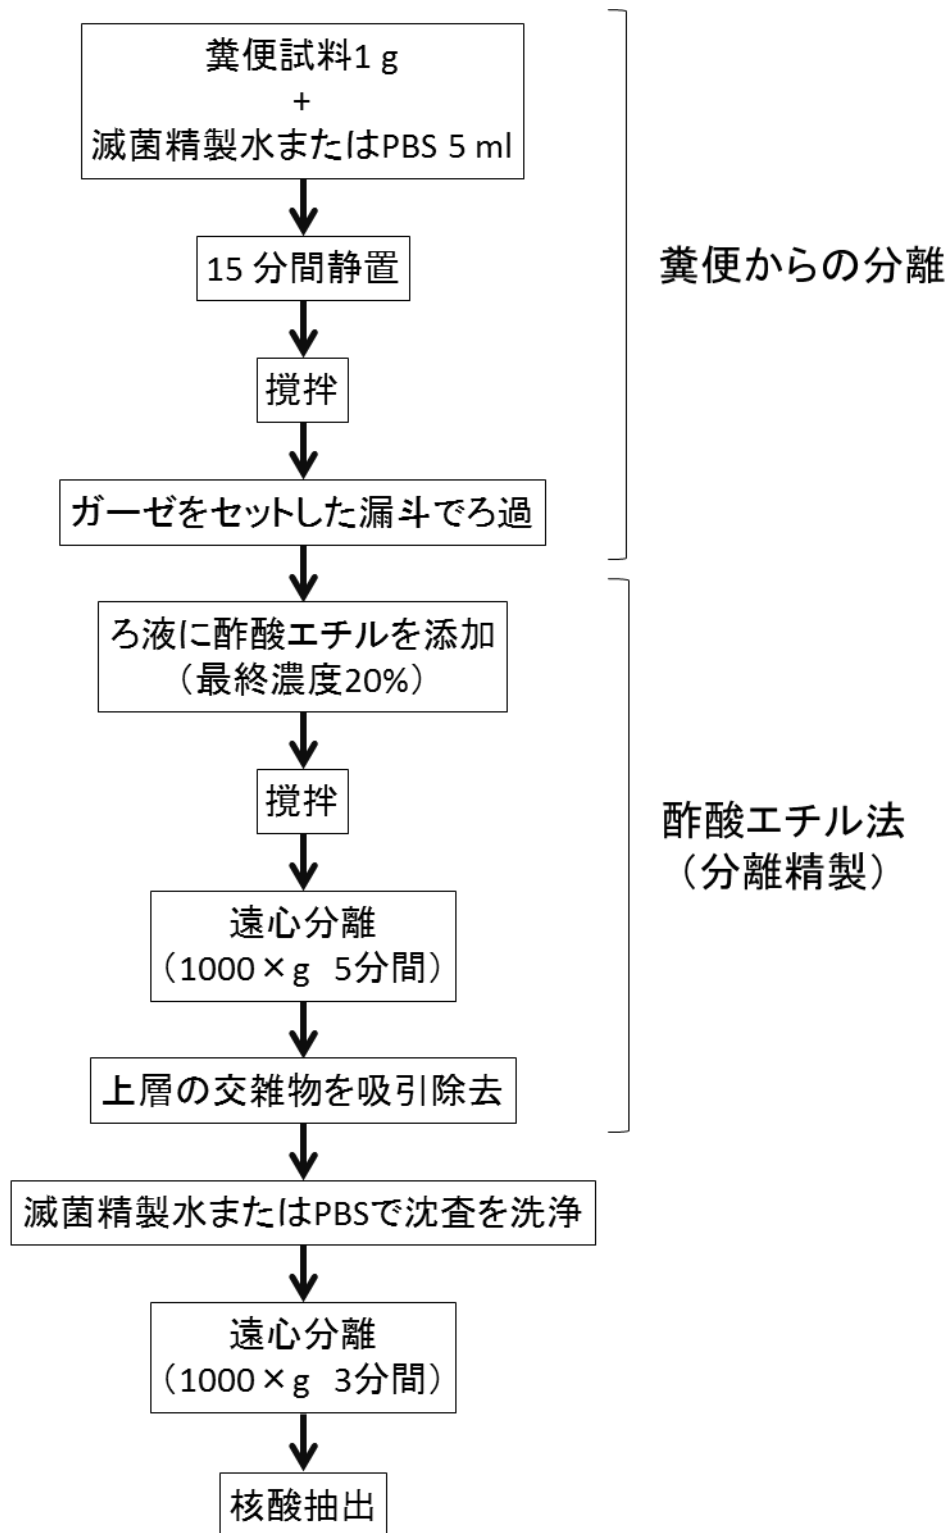 糞便試料1 g
+
滅菌精製水またはPBS 5 ml
15 分間静置
撹拌
ガーゼをセットした漏斗でろ過
糞便からの分離
ろ液に酢酸エチルを添加
（最終濃度20%）
撹拌
遠心分離
（1000×g 5分間）
上層の交雑物を吸引除去
酢酸エチル法
（分離精製）
滅菌精製水またはPBSで沈査を洗浄
遠心分離
（1000×g 3分間）
核酸抽出